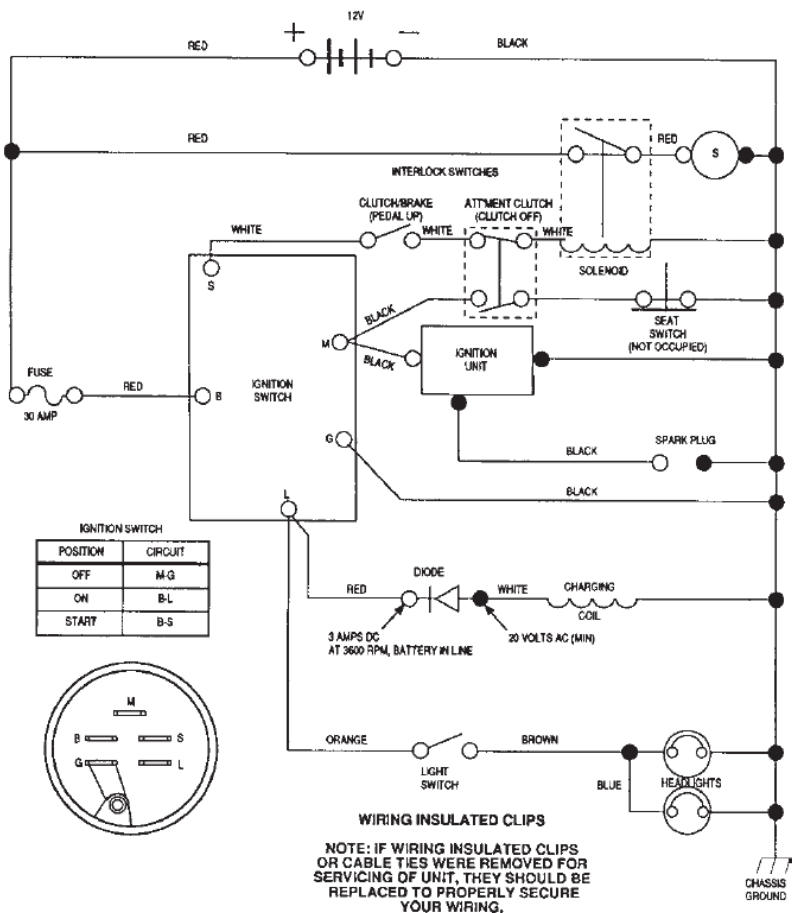 12V
+ −
RED
BLACK
RED
RED
S
INTERLOCK SWITCHES
CLUTCH/BRAKE
(PEDAL UP)
ATT'MENT CLUTCH
(CLUTCH OFF)
WHITE
WHITE
WHITE
SOLENOID
S
BLACK
SEAT
SWITCH
(NOT OCCUPIED)
M
BLACK
IGNITION
UNIT
FUSE
30 AMP
RED
B
IGNITION
SWITCH
G
BLACK
SPARK PLUG
BLACK
L
IGNITION SWITCH
POSITION CIRCUIT
OFF M-G
ON B-L
START B-S
RED
DIODE
WHITE
CHARGING
COIL
3 AMPS DC
AT 3600 RPM, BATTERY IN LINE
20 VOLTS AC (MIN)
M
B S
G L
ORANGE
LIGHT
SWITCH
BROWN
BLUE
HEADLIGHTS
WIRING INSULATED CLIPS
NOTE: IF WIRING INSULATED CLIPS
OR CABLE TIES WERE REMOVED FOR
SERVICING OF UNIT, THEY SHOULD BE
REPLACED TO PROPERLY SECURE
YOUR WIRING.
CHASSIS
GROUND